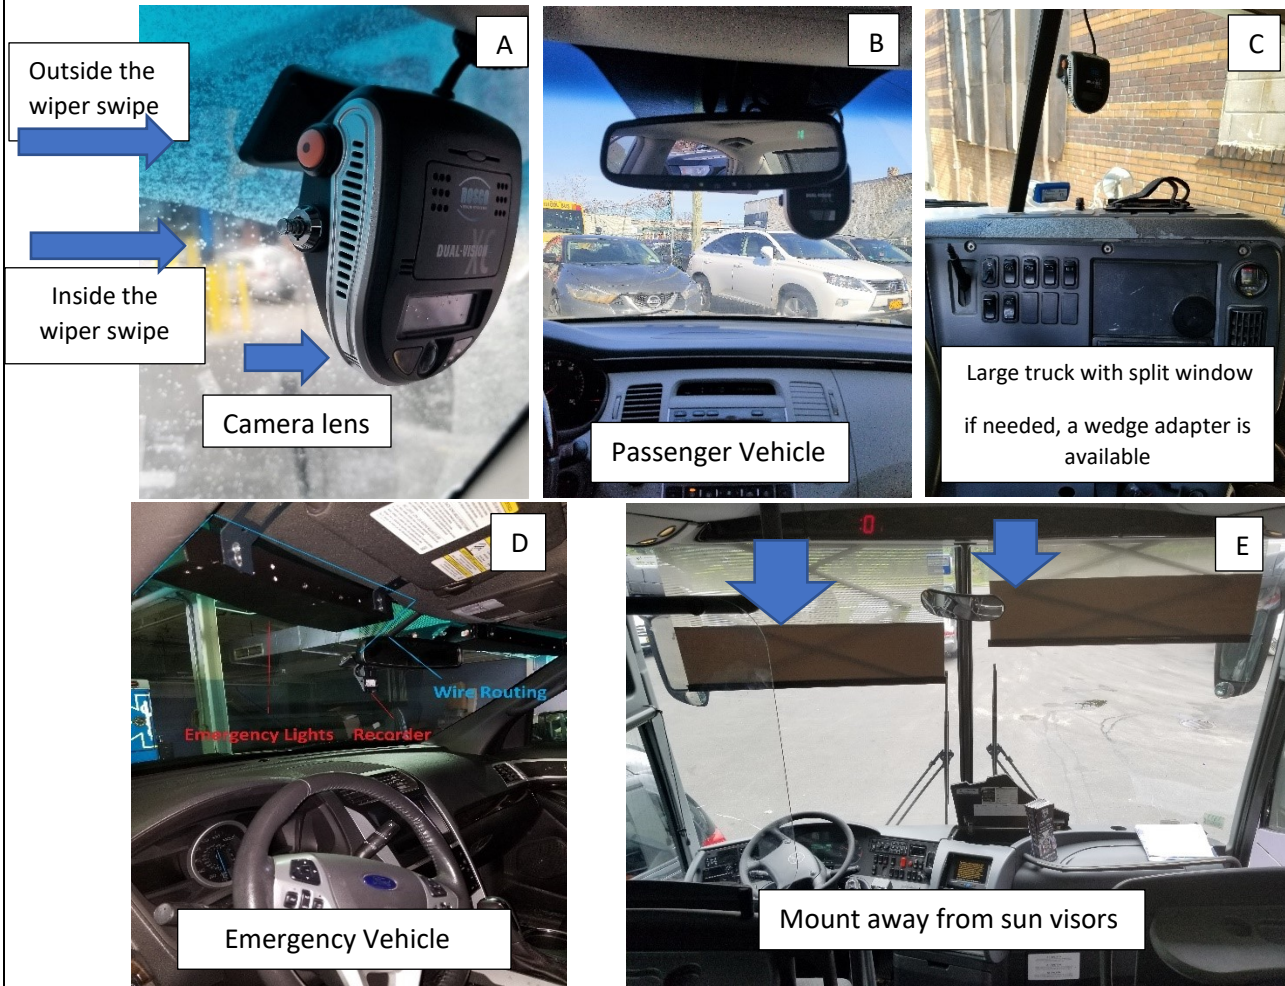 A
Outside the
wiper swipe
Inside the
wiper swipe
Camera lens
ROSCO
DUAL-VISION
XC
B
DUAL-VISION
Passenger Vehicle
C
Large truck with split window
if needed, a wedge adapter is
available
D
Wire Routing
Emergency Lights Recorder
Emergency Vehicle
E
Mount away from sun visors